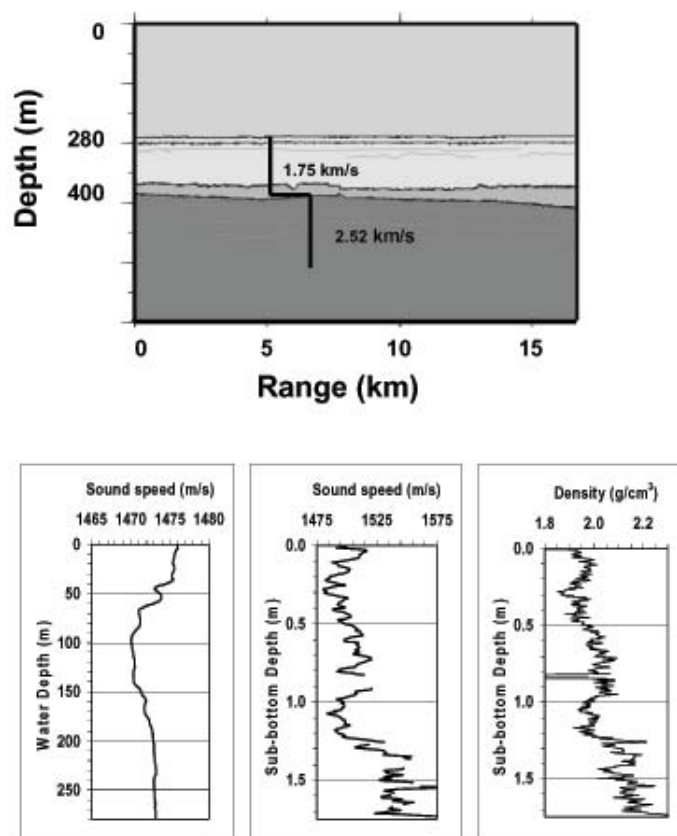 0
280
400
Depth (m)
1.75 km/s
2.52 km/s
0 5 10 15
Range (km)
Sound speed (m/s)
1465 1470 1475 1480
0
50
100
150
200
250
Water Depth (m)
Sound speed (m/s)
1475 1525 1575
0.0
0.5
1.0
1.5
Sub-bottom Depth (m)
Density (g/cm³)
1.8 2.0 2.2
0.0
0.5
1.0
1.5
Sub-bottom Depth (m)